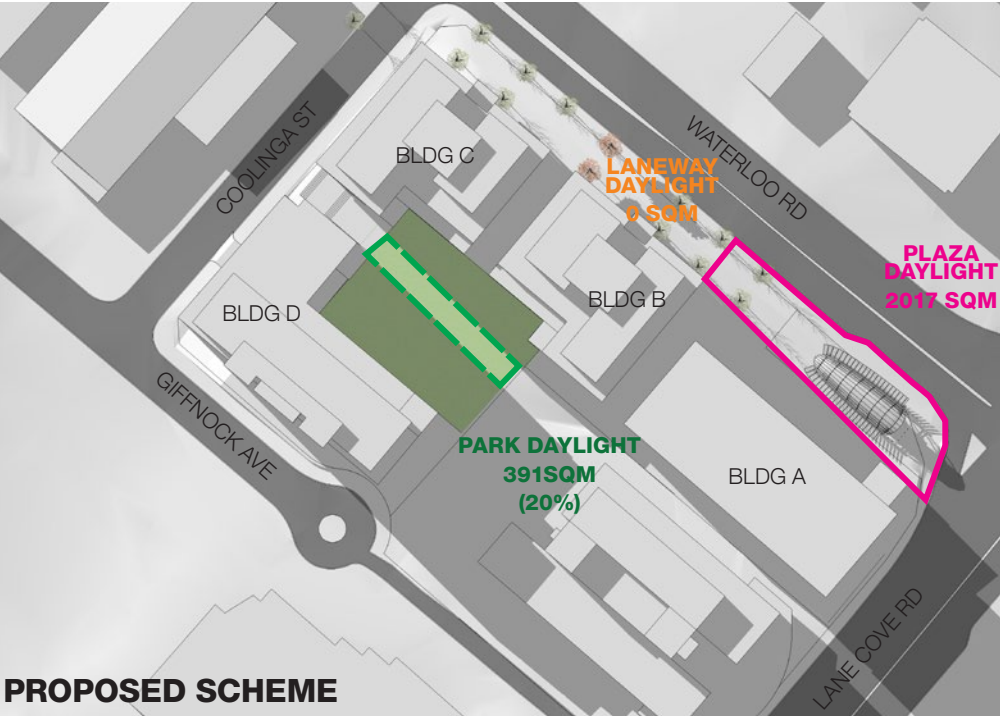 COOLINGA ST
BLDG C
WATERLOO RD
LANEWAY
DAYLIGHT
0 SQM
PLAZA
DAYLIGHT
2017 SQM
BLDG D
BLDG B
GIFFNOCK AVE
PARK DAYLIGHT
391SQM
(20%)
BLDG A
LANE COVE RD
PROPOSED SCHEME